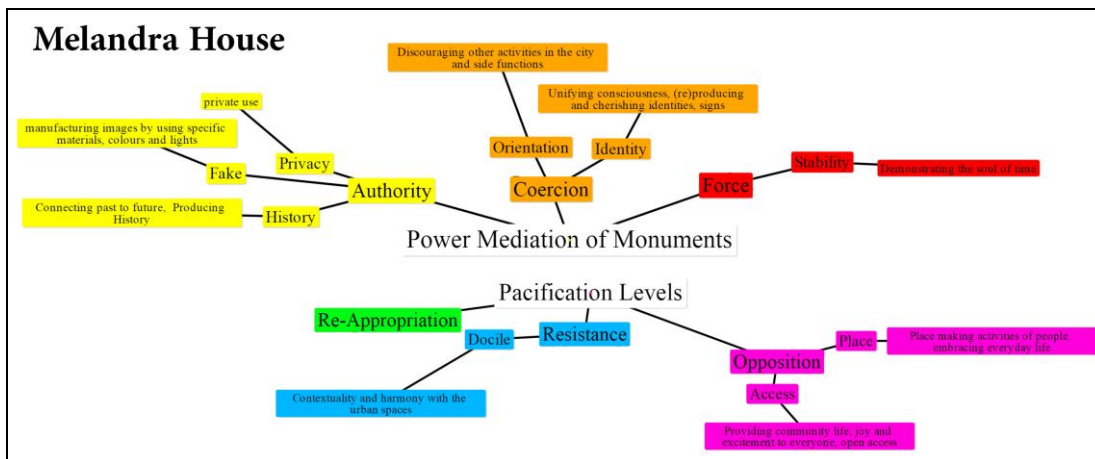 Melandra House
Discouraging other activities in the city
and side functions
Unifying consciousness, (re)producing
and cherishing identities, signs
private use
manufacturing images by using specific
materials, colours and lights
Orientation
Identity
Stability
Demonstrating the soul of time
Privacy
Fake
Authority
Coercion
Force
Connecting past to future, Producing
History
History
Power Mediation of Monuments
Pacification Levels
Re-Appropriation
Docile
Resistance
Place
Place making activities of people,
embracing everyday life
Opposition
Access
Contextuality and harmony with the
urban spaces
Providing community life, joy and
excitement to everyone, open access